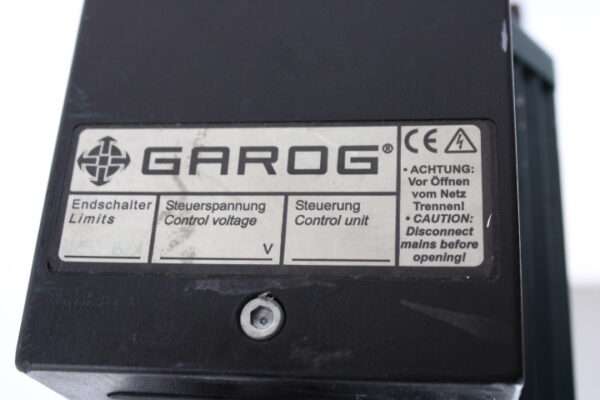 GAROG®
Endschalter
Limits
Steuerspannung
Control voltage
V
Steuerung
Control unit
CE
• ACHTUNG:
Vor Öffnen
vom Netz
Trennen!
• CAUTION:
Disconnect
mains before
opening!